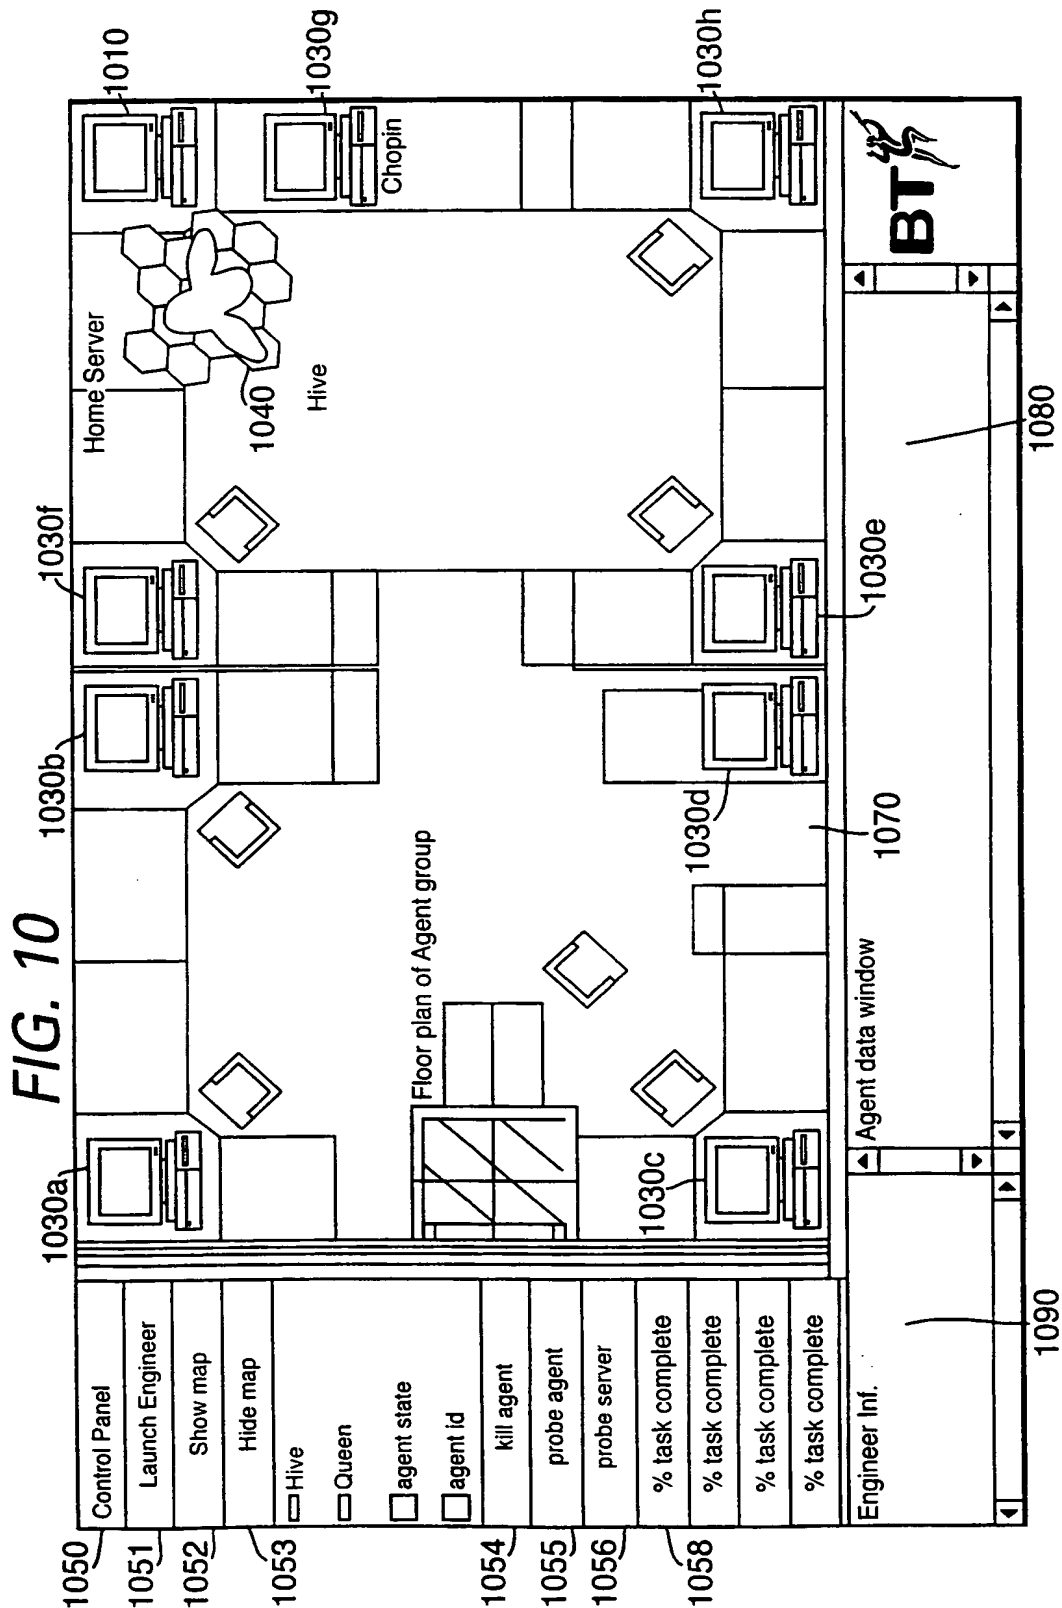 FIG. 10
1030a
1030b
1030f
1010
1030g
1030h
1050
Control Panel
1051
Launch Engineer
1052
Show map
1053
Hide map
Hive
Queen
agent state
agent id
1054
kill agent
1055
probe agent
1056
probe server
1058
% task complete
% task complete
% task complete
% task complete
Home Server
1040
Hive
Chopin
Floor plan of Agent group
1030c
1030d
1070
1030e
Engineer Inf.
Agent data window
BT
1090
1080